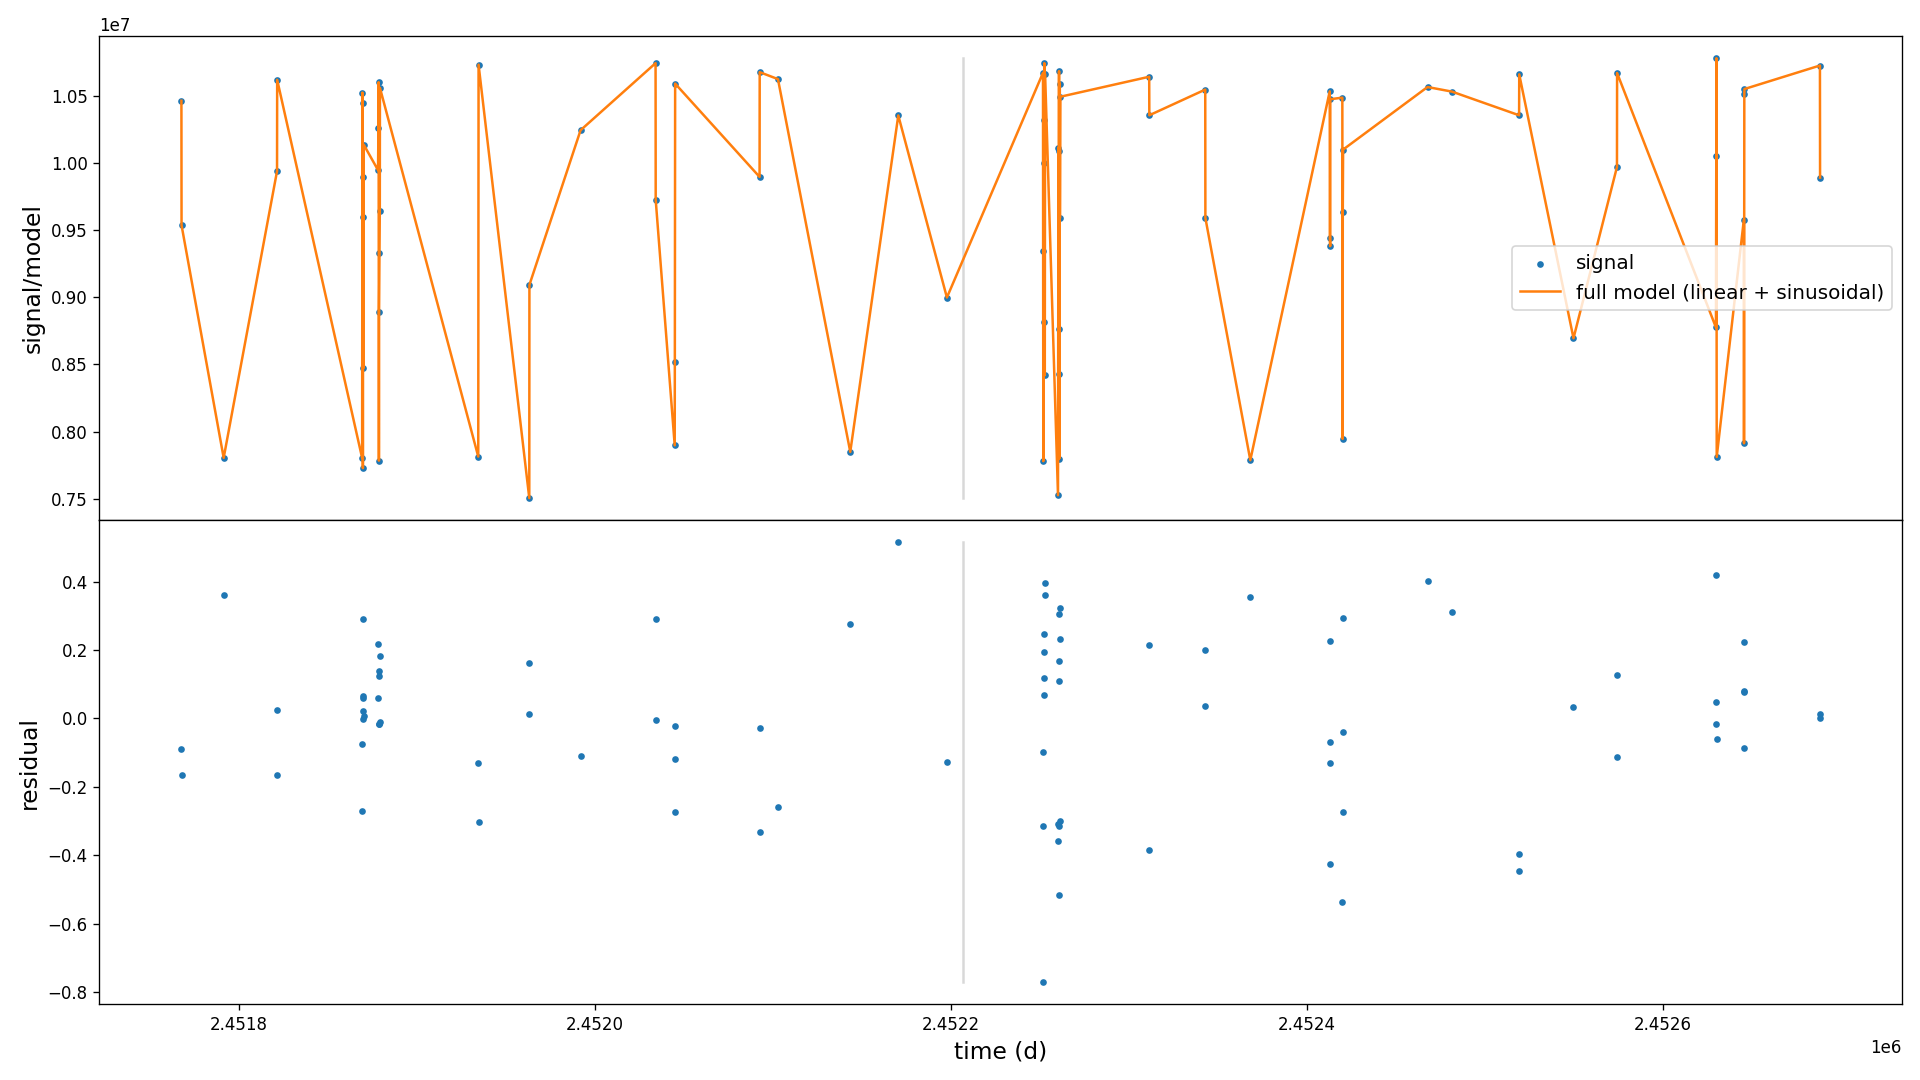 1e7
1.05
1.00
0.95
0.90
0.85
0.80
0.75
signal/model
signal
full model (linear + sinusoidal)
0.4
0.2
0.0
−0.2
−0.4
−0.6
−0.8
residual
2.4518
2.4520
2.4522
2.4524
2.4526
1e6
time (d)